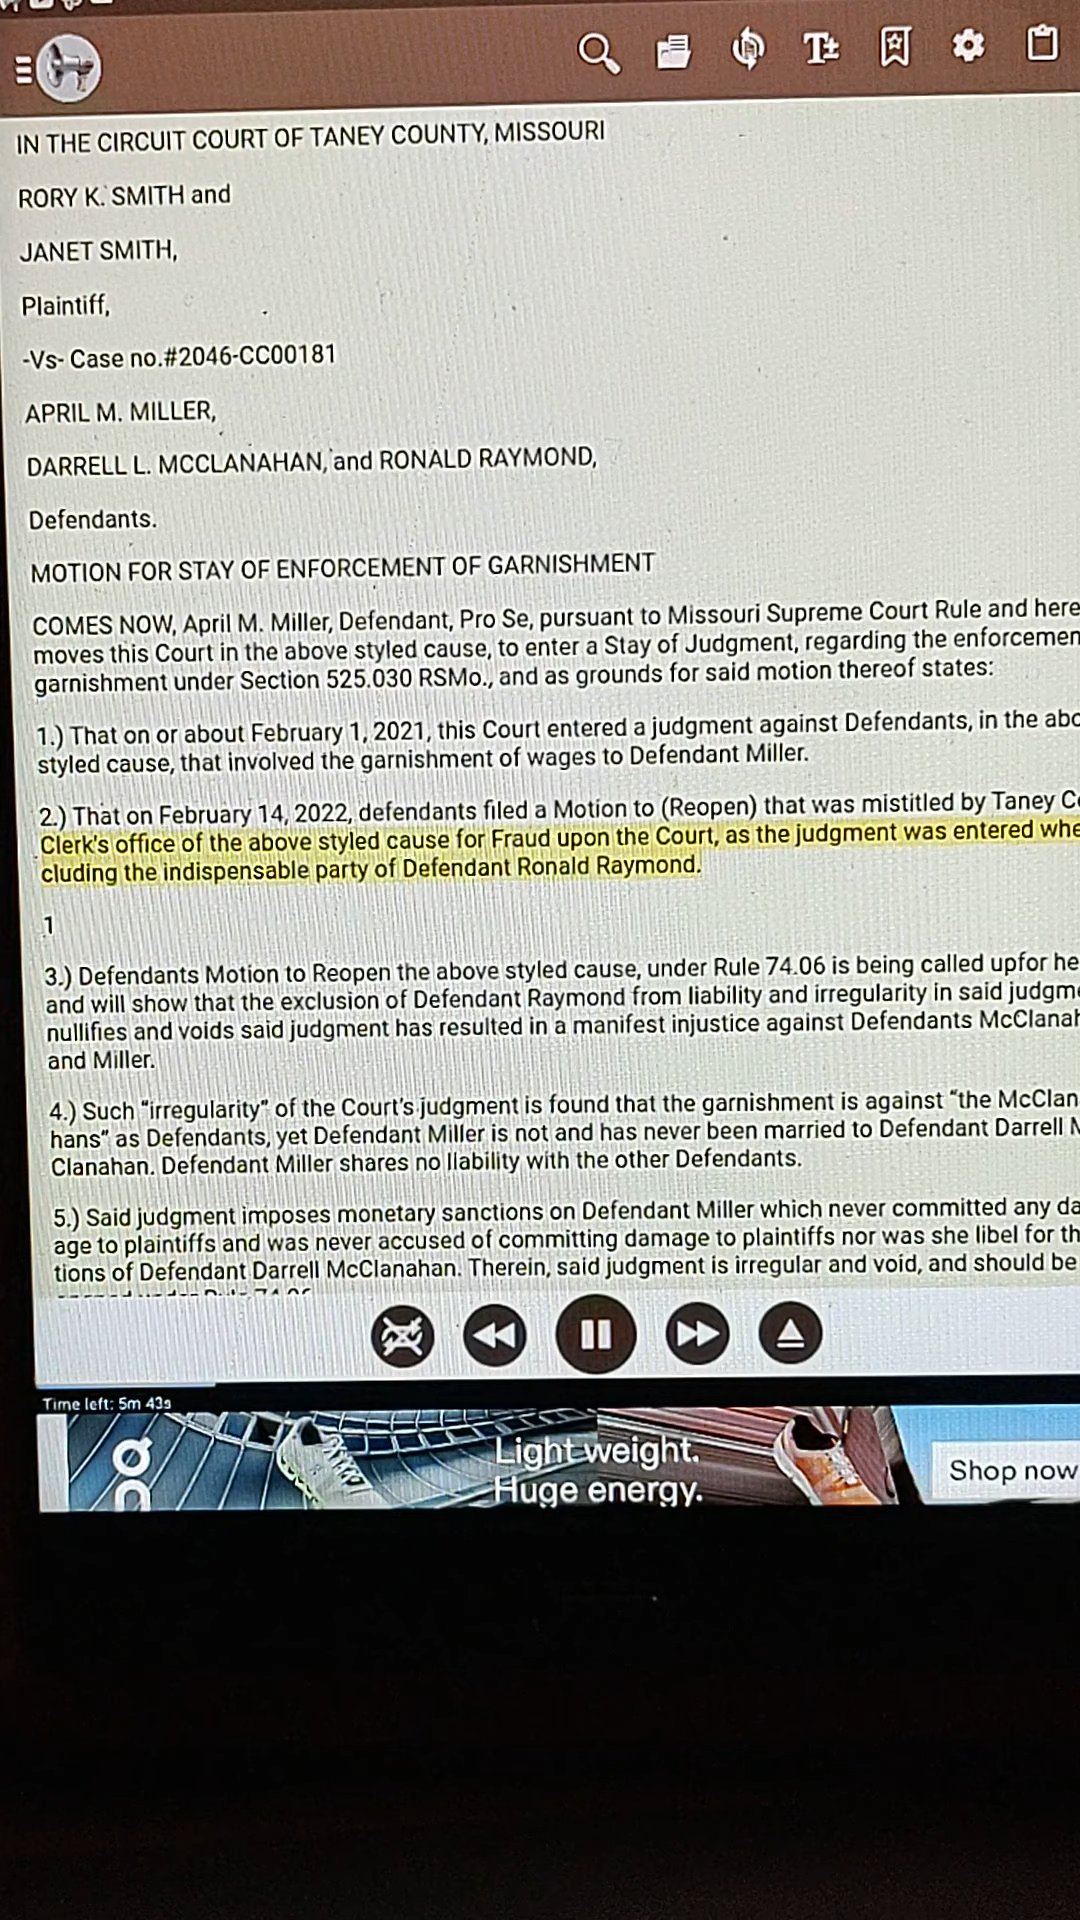 IN THE CIRCUIT COURT OF TANEY COUNTY, MISSOURI
RORY K. SMITH and
JANET SMITH,
Plaintiff,
-Vs- Case no.#2046-CC00181
APRIL M. MILLER,
DARRELL L. MCCLANAHAN, and RONALD RAYMOND,
Defendants.
MOTION FOR STAY OF ENFORCEMENT OF GARNISHMENT
COMES NOW, April M. Miller, Defendant, Pro Se, pursuant to Missouri Supreme Court Rule and here
moves this Court in the above styled cause, to enter a Stay of Judgment, regarding the enforcemen
garnishment under Section 525.030 RSMo., and as grounds for said motion thereof states:
1.) That on or about February 1, 2021, this Court entered a judgment against Defendants, in the abo
styled cause, that involved the garnishment of wages to Defendant Miller.
2.) That on February 14, 2022, defendants filed a Motion to (Reopen) that was mistitled by Taney Co
Clerk's office of the above styled cause for Fraud upon the Court, as the judgment was entered whe
cluding the indispensable party of Defendant Ronald Raymond.
1
3.) Defendants Motion to Reopen the above styled cause, under Rule 74.06 is being called upfor he
and will show that the exclusion of Defendant Raymond from liability and irregularity in said judgme
nullifies and voids said judgment has resulted in a manifest injustice against Defendants McClanah
and Miller.
4.) Such "irregularity" of the Court's judgment is found that the garnishment is against "the McClan
hans" as Defendants, yet Defendant Miller is not and has never been married to Defendant Darrell M
Clanahan. Defendant Miller shares no liability with the other Defendants.
5.) Said judgment imposes monetary sanctions on Defendant Miller which never committed any da
age to plaintiffs and was never accused of committing damage to plaintiffs nor was she libel for th
tions of Defendant Darrell McClanahan. Therein, said judgment is irregular and void, and should be
Time left: 5m 43s
Light weight.
Huge energy.
Shop now